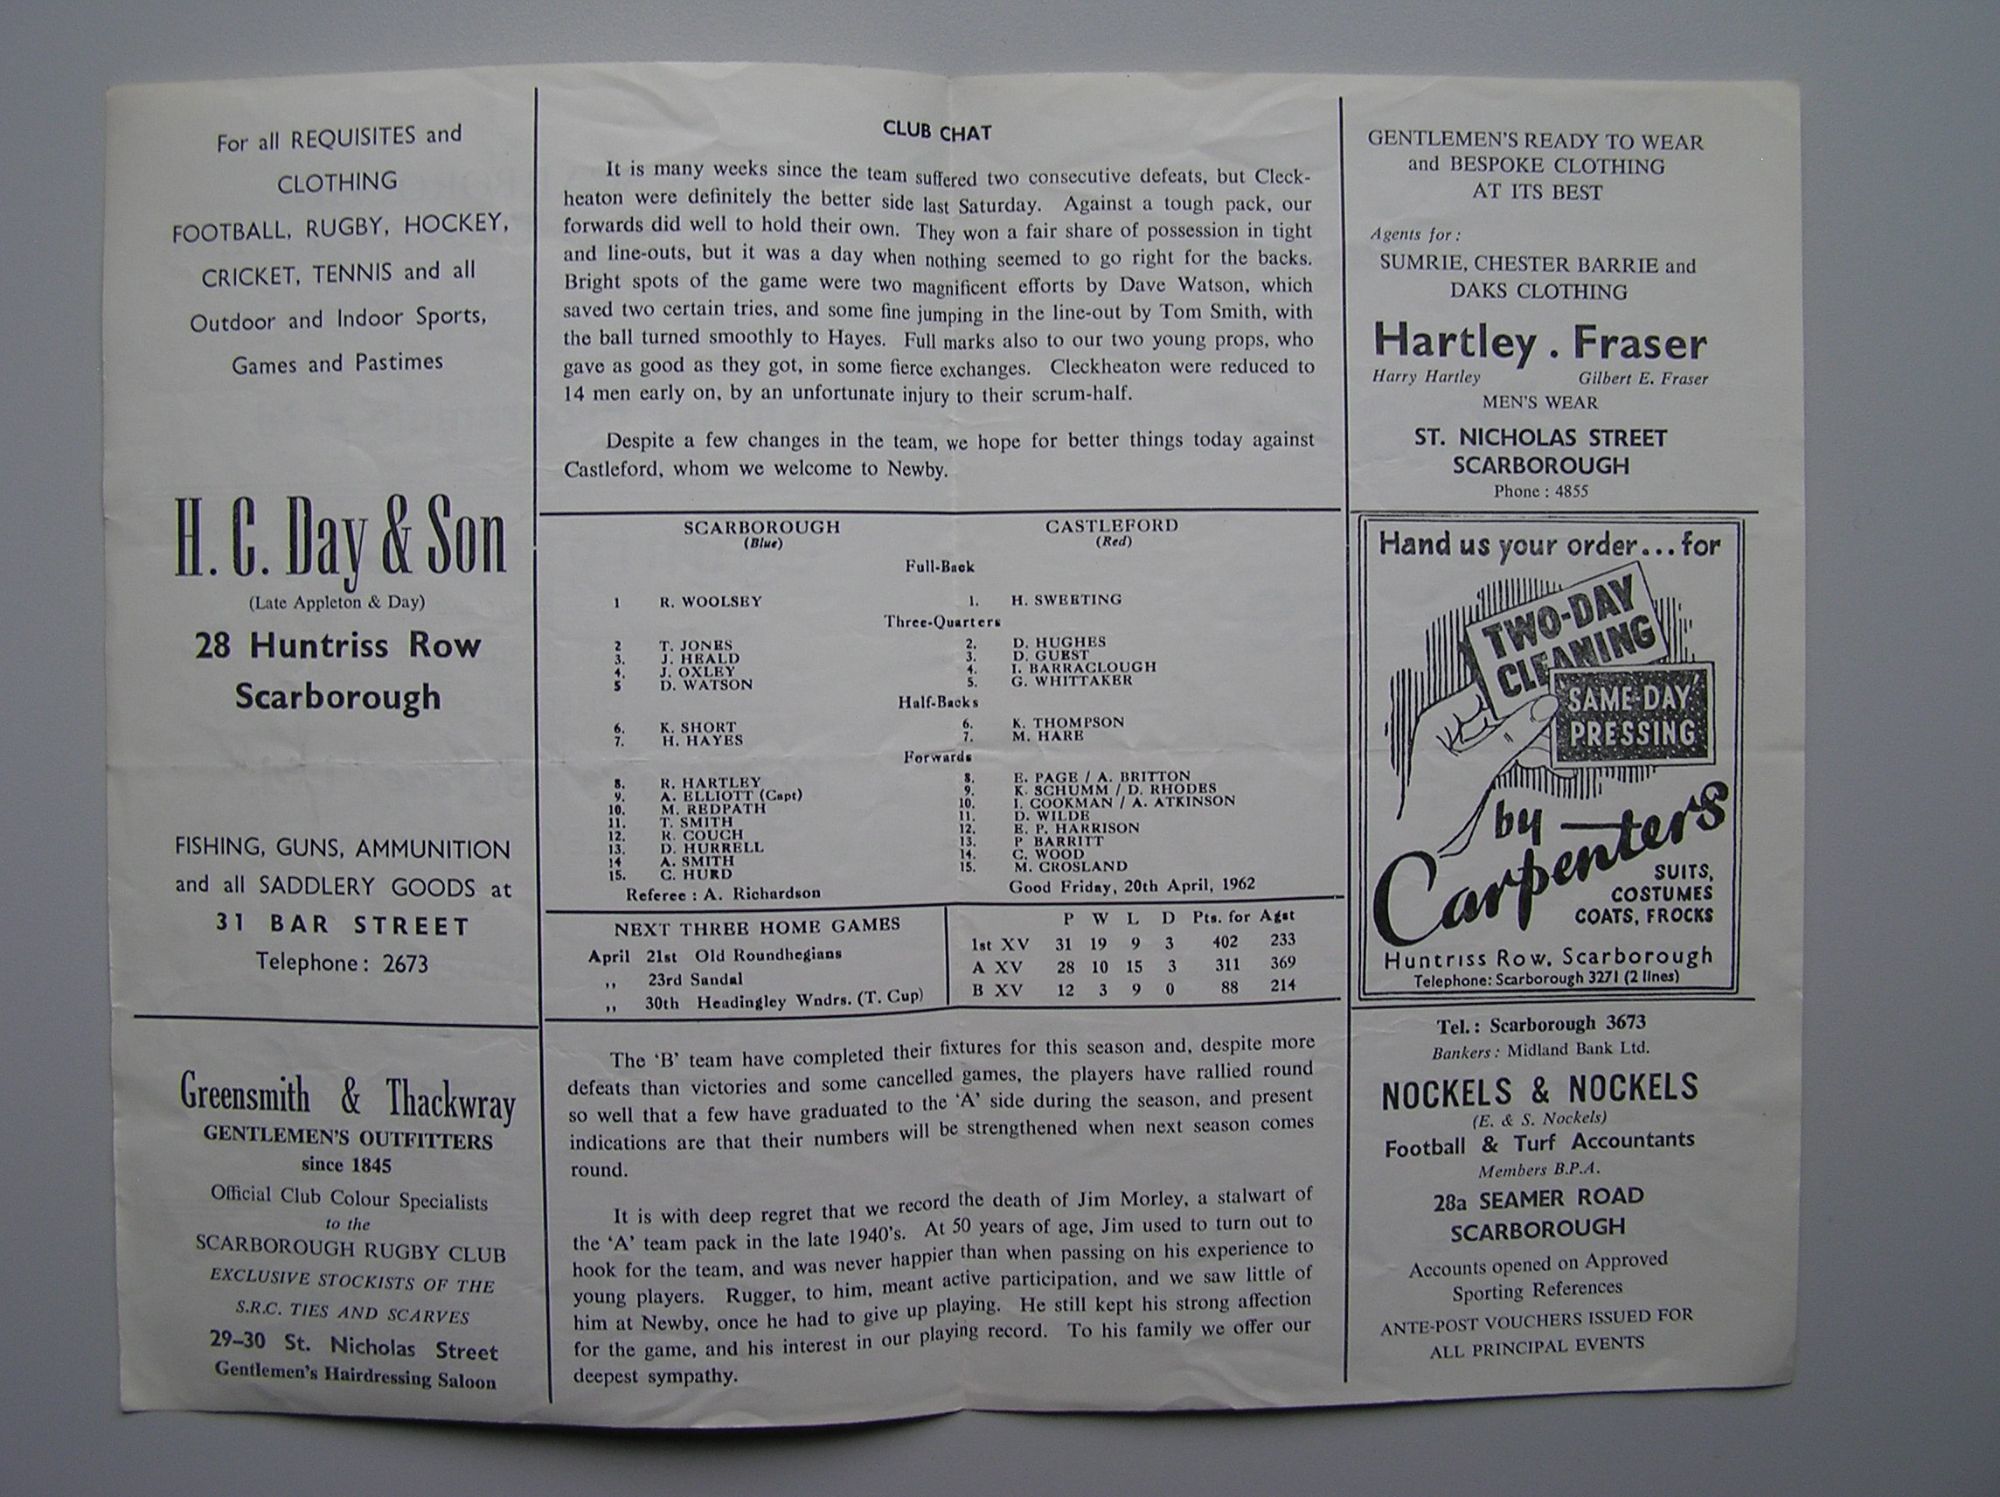 For all REQUISITES and
CLOTHING
FOOTBALL, RUGBY, HOCKEY,
CRICKET, TENNIS and all
Outdoor and Indoor Sports,
Games and Pastimes
H. C. Day & Son
(Late Appleton & Day)
28 Huntriss Row
Scarborough
FISHING, GUNS, AMMUNITION
and all SADDLERY GOODS at
31 BAR STREET
Telephone: 2673
Greensmith & Thackwray
GENTLEMEN'S OUTFITTERS
since 1845
Official Club Colour Specialists
to the
SCARBOROUGH RUGBY CLUB
EXCLUSIVE STOCKISTS OF THE
S.R.C. TIES AND SCARVES
29–30 St. Nicholas Street
Gentlemen's Hairdressing Saloon
CLUB CHAT
It is many weeks since the team suffered two consecutive defeats, but Cleck-
heaton were definitely the better side last Saturday. Against a tough pack, our
forwards did well to hold their own. They won a fair share of possession in tight
and line-outs, but it was a day when nothing seemed to go right for the backs.
Bright spots of the game were two magnificent efforts by Dave Watson, which
saved two certain tries, and some fine jumping in the line-out by Tom Smith, with
the ball turned smoothly to Hayes. Full marks also to our two young props, who
gave as good as they got, in some fierce exchanges. Cleckheaton were reduced to
14 men early on, by an unfortunate injury to their scrum-half.
Despite a few changes in the team, we hope for better things today against
Castleford, whom we welcome to Newby.
SCARBOROUGH CASTLEFORD
(Blue) (Red)
Full-Back
1 R. WOOLSEY 1. H. SWEETING
Three-Quarters
2 T. JONES 2. D. HUGHES
3. J. HEALD 3. D. GUEST
4. J. OXLEY 4. I. BARRACLOUGH
5 D. WATSON 5. G. WHITTAKER
Half-Backs
6. K. SHORT 6. K. THOMPSON
7. H. HAYES 7. M. HARE
Forwards
8. R. HARTLEY 8. E. PAGE / A. BRITTON
9. A. ELLIOTT (Capt) 9. K. SCHUMM / D. RHODES
10. M. REDPATH 10. I. COOKMAN / A. ATKINSON
11. T. SMITH 11. D. WILDE
12. R. COUCH 12. E. P. HARRISON
13. D. HURRELL 13. P BARRITT
14 A. SMITH 14. C. WOOD
15. C. HURD 15. M. CROSLAND
Referee : A. Richardson Good Friday, 20th April, 1962
NEXT THREE HOME GAMES
April 21st Old Roundhegians
,, 23rd Sandal
,, 30th Headingley Wndrs. (T. Cup)
P W L D Pts. for Agst
1st XV 31 19 9 3 402 233
A XV 28 10 15 3 311 369
B XV 12 3 9 0 88 214
The 'B' team have completed their fixtures for this season and, despite more
defeats than victories and some cancelled games, the players have rallied round
so well that a few have graduated to the 'A' side during the season, and present
indications are that their numbers will be strengthened when next season comes
round.
It is with deep regret that we record the death of Jim Morley, a stalwart of
the 'A' team pack in the late 1940's. At 50 years of age, Jim used to turn out to
hook for the team, and was never happier than when passing on his experience to
young players. Rugger, to him, meant active participation, and we saw little of
him at Newby, once he had to give up playing. He still kept his strong affection
for the game, and his interest in our playing record. To his family we offer our
deepest sympathy.
GENTLEMEN'S READY TO WEAR
and BESPOKE CLOTHING
AT ITS BEST
Agents for :
SUMRIE, CHESTER BARRIE and
DAKS CLOTHING
Hartley . Fraser
Harry Hartley Gilbert E. Fraser
MEN'S WEAR
ST. NICHOLAS STREET
SCARBOROUGH
Phone : 4855
Hand us your order...for
TWO-DAY
CLEANING
SAME-DAY
PRESSING
by
Carpenters
SUITS,
COSTUMES
COATS, FROCKS
Huntriss Row. Scarborough
Telephone: Scarborough 3271 (2 lines)
Tel. : Scarborough 3673
Bankers : Midland Bank Ltd.
NOCKELS & NOCKELS
(E. & S. Nockels)
Football & Turf Accountants
Members B.P.A.
28a SEAMER ROAD
SCARBOROUGH
Accounts opened on Approved
Sporting References
ANTE-POST VOUCHERS ISSUED FOR
ALL PRINCIPAL EVENTS